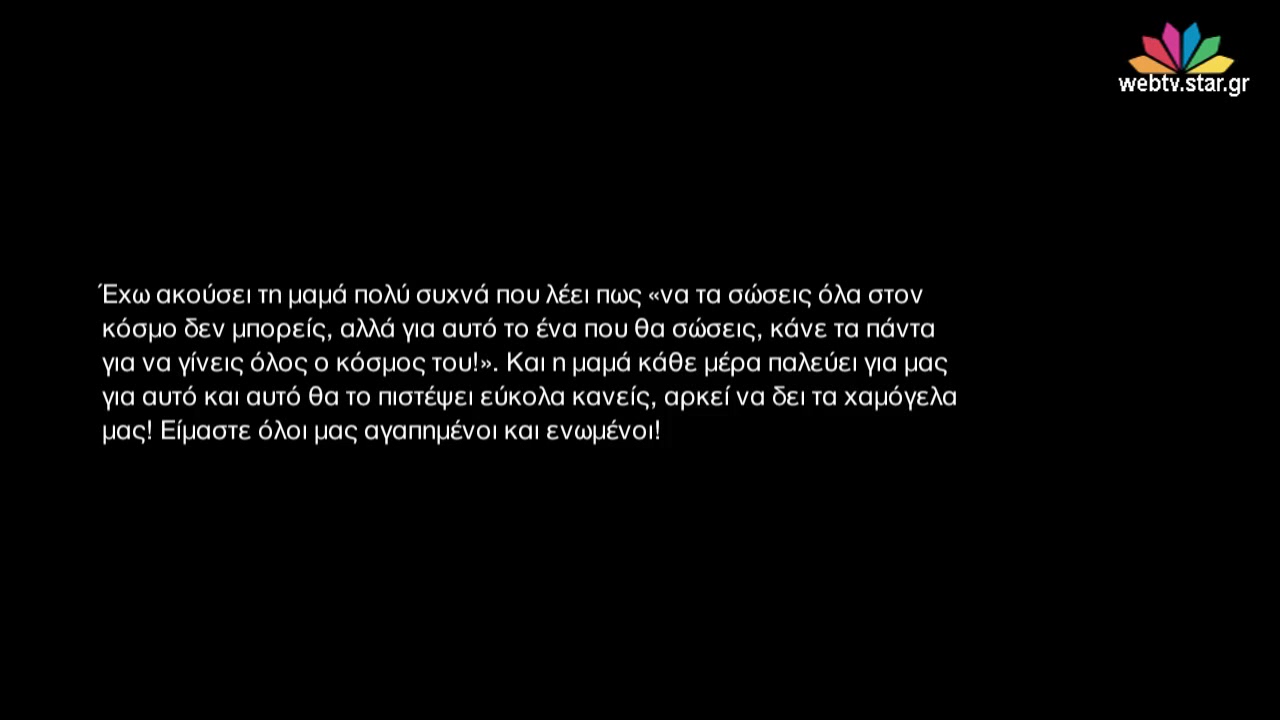 webtv.star.gr
Έχω ακούσει τη μαμά πολύ συχνά που λέει πως «να τα σώσεις όλα στον
κόσμο δεν μπορείς, αλλά για αυτό το ένα που θα σώσεις, κάνε τα πάντα
για να γίνεις όλος ο κόσμος του!». Και η μαμά κάθε μέρα παλεύει για μας
για αυτό και αυτό θα το πιστέψει εύκολα κανείς, αρκεί να δει τα χαμόγελα
μας! Είμαστε όλοι μας αγαπημένοι και ενωμένοι!